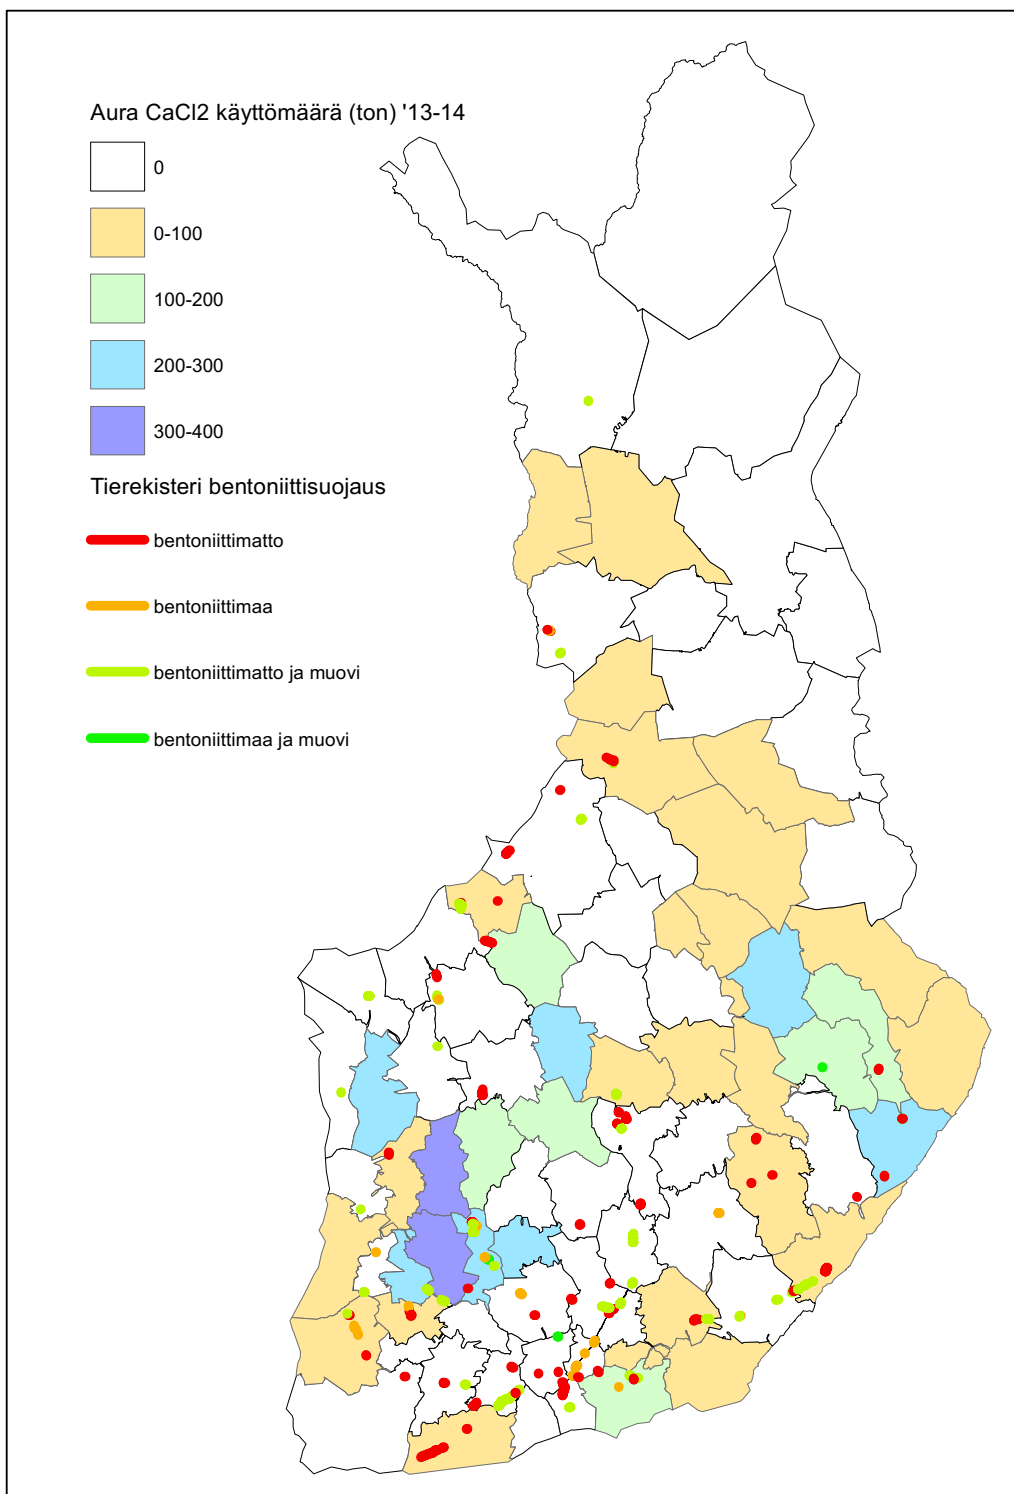 Aura CaCl2 käyttömäärä (ton) '13-14
0
0-100
100-200
200-300
300-400
Tierekisteri bentoniittisuojaus
bentoniittimatto
bentoniittimaa
bentoniittimatto ja muovi
bentoniittimaa ja muovi